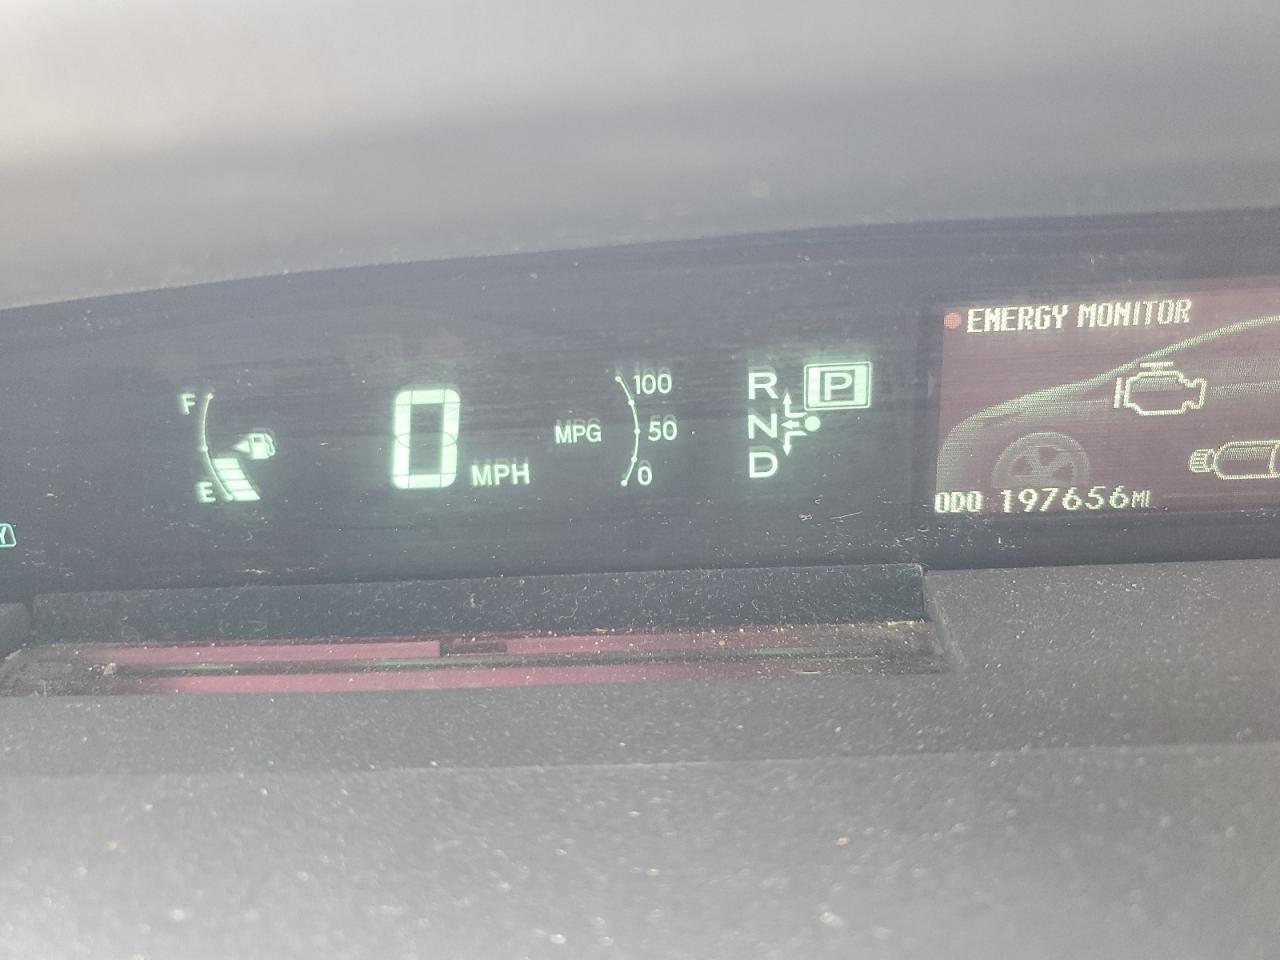 F
E
0 MPH
MPG
100
50
0
R
N
D
P
ENERGY MONITOR
ODO 197656MI